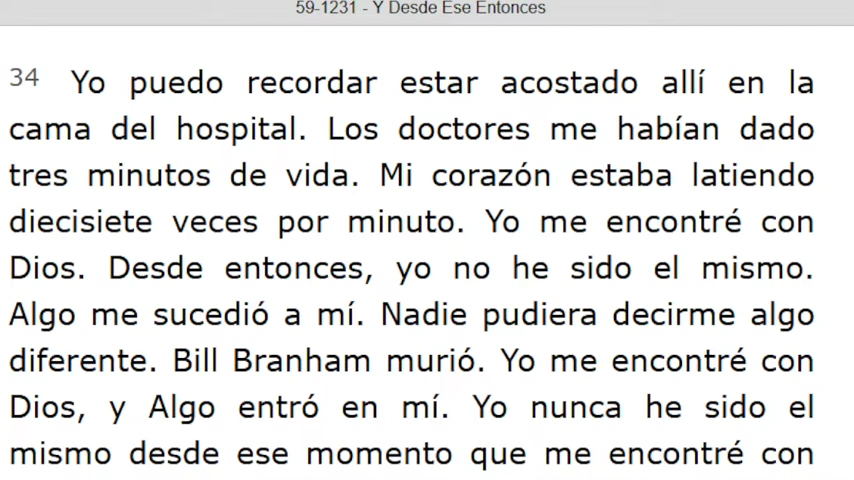 59-1231 - Y Desde Ese Entonces
34 Yo puedo recordar estar acostado allí en la
cama del hospital. Los doctores me habían dado
tres minutos de vida. Mi corazón estaba latiendo
diecisiete veces por minuto. Yo me encontré con
Dios. Desde entonces, yo no he sido el mismo.
Algo me sucedió a mí. Nadie pudiera decirme algo
diferente. Bill Branham murió. Yo me encontré con
Dios, y Algo entró en mí. Yo nunca he sido el
mismo desde ese momento que me encontré con